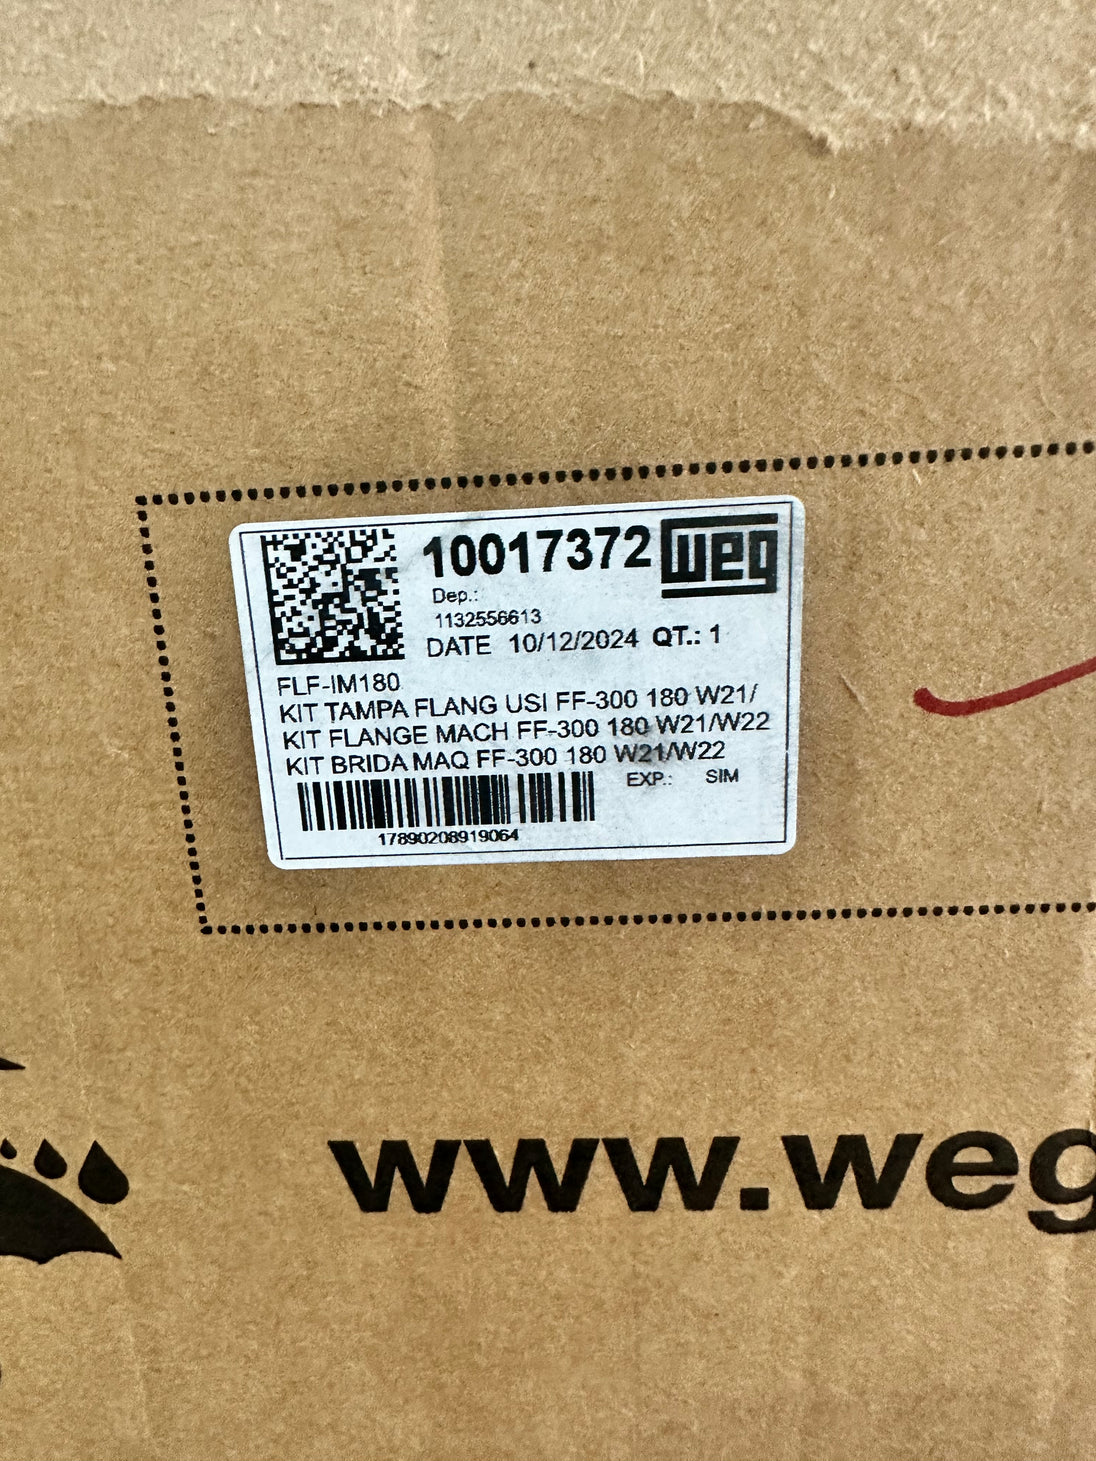 10017372 weg
Dep.:
1132556613
DATE 10/12/2024 QT.: 1
FLF-IM180
KIT TAMPA FLANG USI FF-300 180 W21/
KIT FLANGE MACH FF-300 180 W21/W22
KIT BRIDA MAQ FF-300 180 W21/W22
EXP.: SIM
17890208919064
www.weg